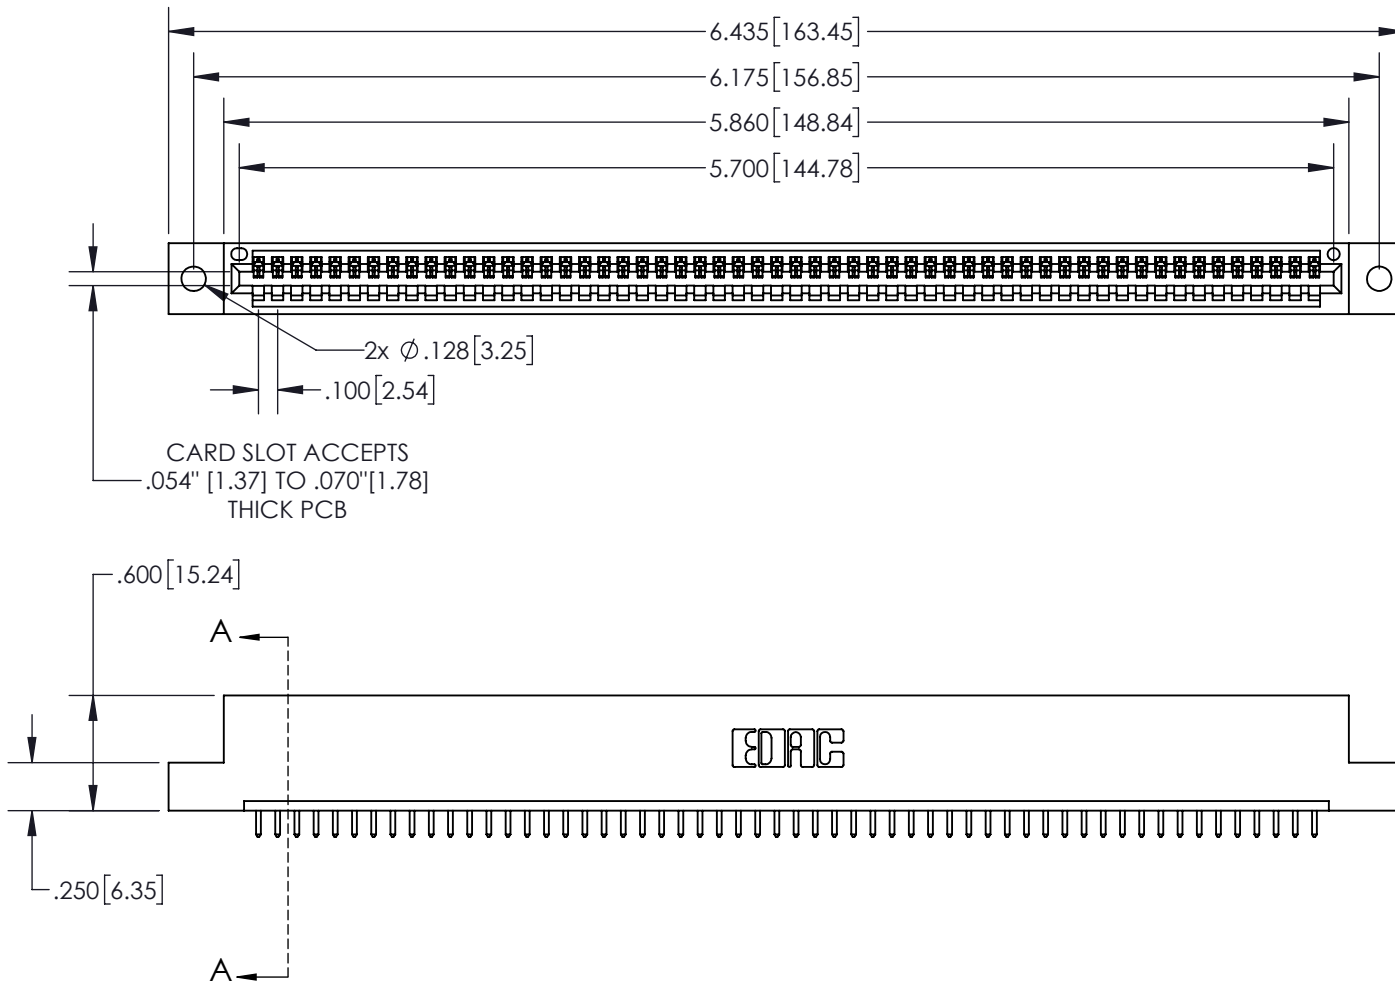 6.435[163.45]
6.175[156.85]
5.860[148.84]
5.700[144.78]
2x ∅.128[3.25]
.100[2.54]
CARD SLOT ACCEPTS
.054" [1.37] TO .070"[1.78]
THICK PCB
.600[15.24]
A
EDAC
.250[6.35]
A